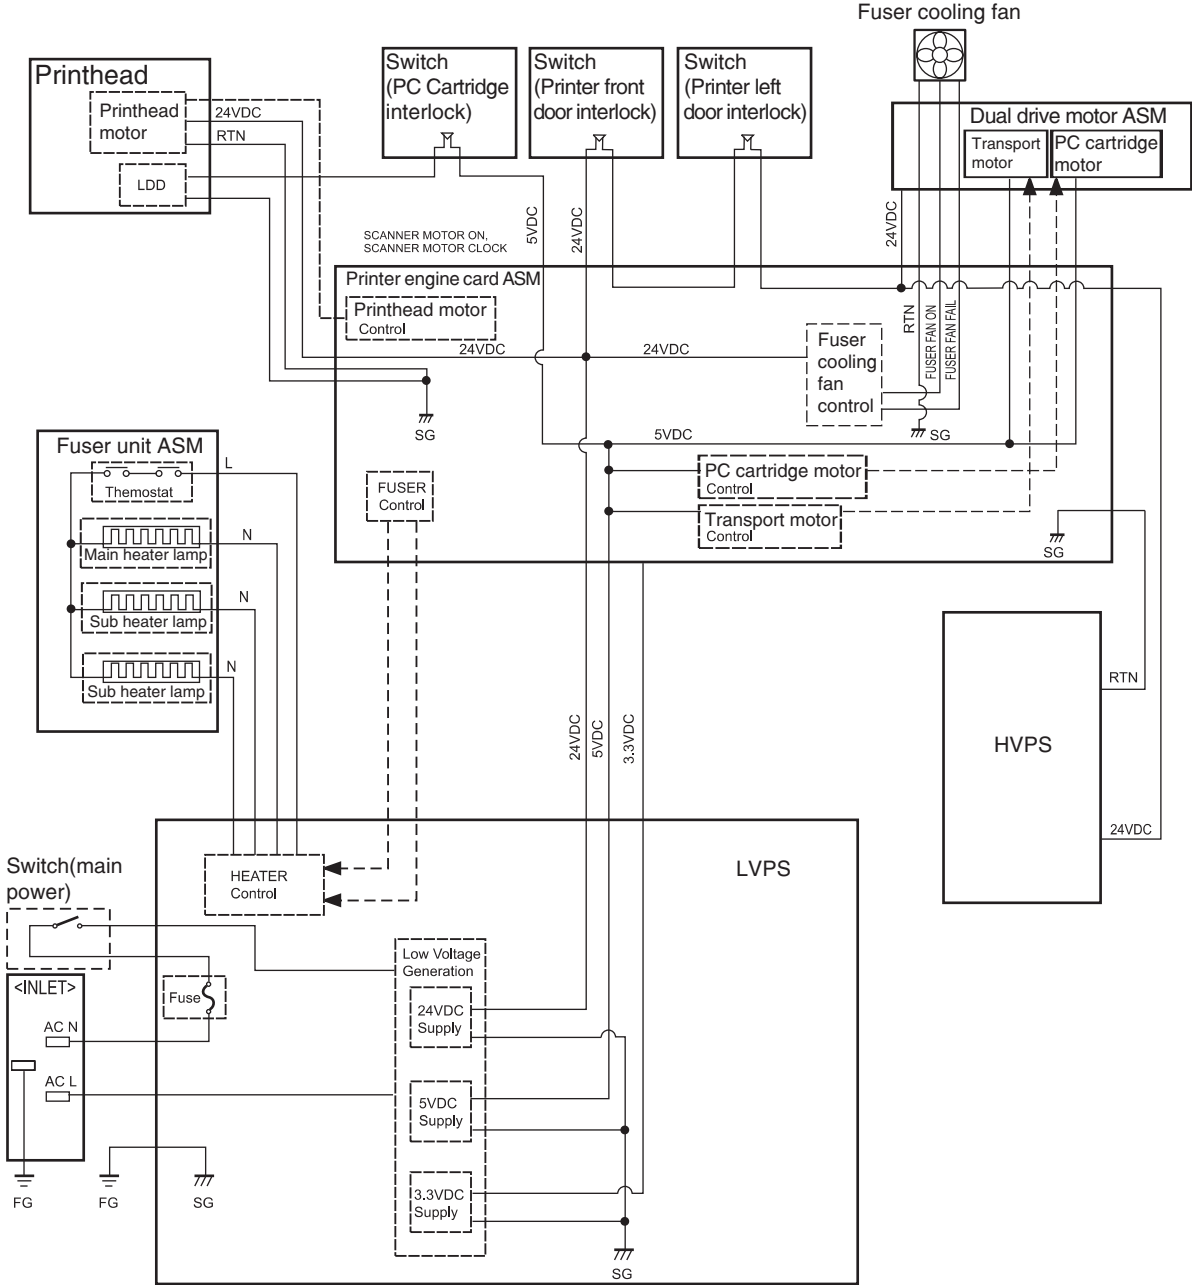 Fuser cooling fan
Printhead
Printhead
motor
24VDC
RTN
LDD
Switch
(PC Cartridge
interlock)
Switch
(Printer front
door interlock)
Switch
(Printer left
door interlock)
Dual drive motor ASM
Transport
motor
PC cartridge
motor
SCANNER MOTOR ON,
SCANNER MOTOR CLOCK
5VDC
24VDC
24VDC
Printer engine card ASM
Printhead motor
Control
24VDC
24VDC
Fuser
cooling
fan
control
RTN
FUSER FAN ON
FUSER FAN FAIL
SG
SG
5VDC
PC cartridge motor
Control
Transport motor
Control
SG
FUSER
Control
Fuser unit ASM
L
Themostat
N
Main heater lamp
N
Sub heater lamp
N
Sub heater lamp
24VDC
5VDC
3.3VDC
RTN
HVPS
24VDC
LVPS
HEATER
Control
Switch(main
power)
<INLET>
AC N
AC L
Fuse
Low Voltage
Generation
24VDC
Supply
5VDC
Supply
3.3VDC
Supply
FG
FG
SG
SG